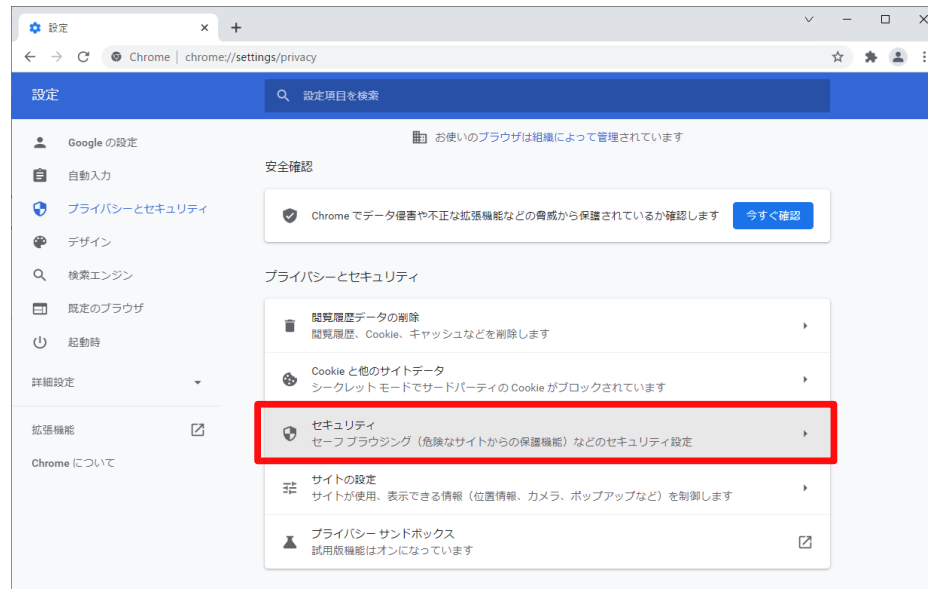 設定
Chrome | chrome://settings/privacy
設定
設定項目を検索
Google の設定
自動入力
プライバシーとセキュリティ
デザイン
検索エンジン
既定のブラウザ
起動時
詳細設定
拡張機能
Chrome について
お使いのブラウザは組織によって管理されています
安全確認
Chrome でデータ侵害や不正な拡張機能などの脅威から保護されているか確認します
今すぐ確認
プライバシーとセキュリティ
閲覧履歴データの削除
閲覧履歴、Cookie、キャッシュなどを削除します
Cookie と他のサイトデータ
シークレット モードでサードパーティの Cookie がブロックされています
セキュリティ
セーフ ブラウジング（危険なサイトからの保護機能）などのセキュリティ設定
サイトの設定
サイトが使用、表示できる情報（位置情報、カメラ、ポップアップなど）を制御します
プライバシー サンドボックス
試用版機能はオンになっています